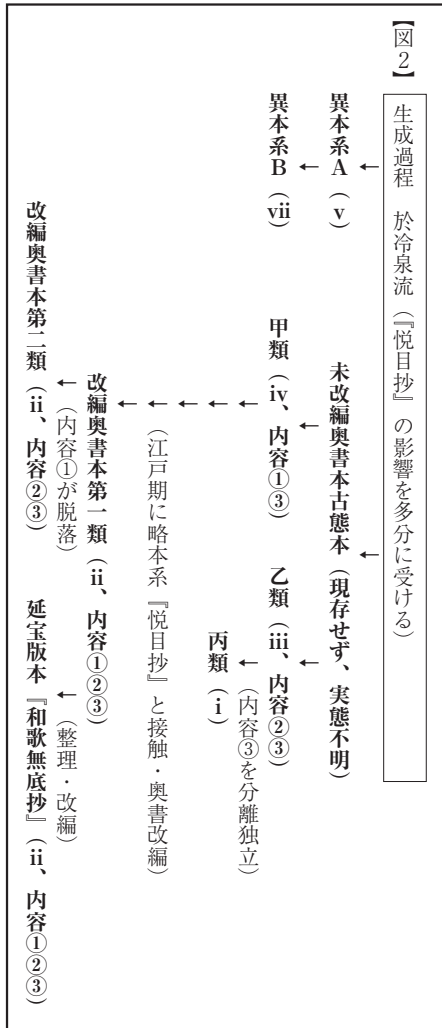 【図2】
生成過程　於冷泉流（『悦目抄』の影響を多分に受ける）
異本系A（v）
異本系B（vii）
未改編奥書本古態本（現存せず、実態不明）
甲類（iv、内容①③）
乙類（iii、内容②③）
（内容③を分離独立）
丙類（i）
（江戸期に略本系『悦目抄』と接触・奥書改編）
改編奥書本第一類（ii、内容①②③）
（内容①が脱落）
改編奥書本第二類（ii、内容②③）
（整理・改編）
延宝版本『和歌無底抄』（ii、内容①②③）